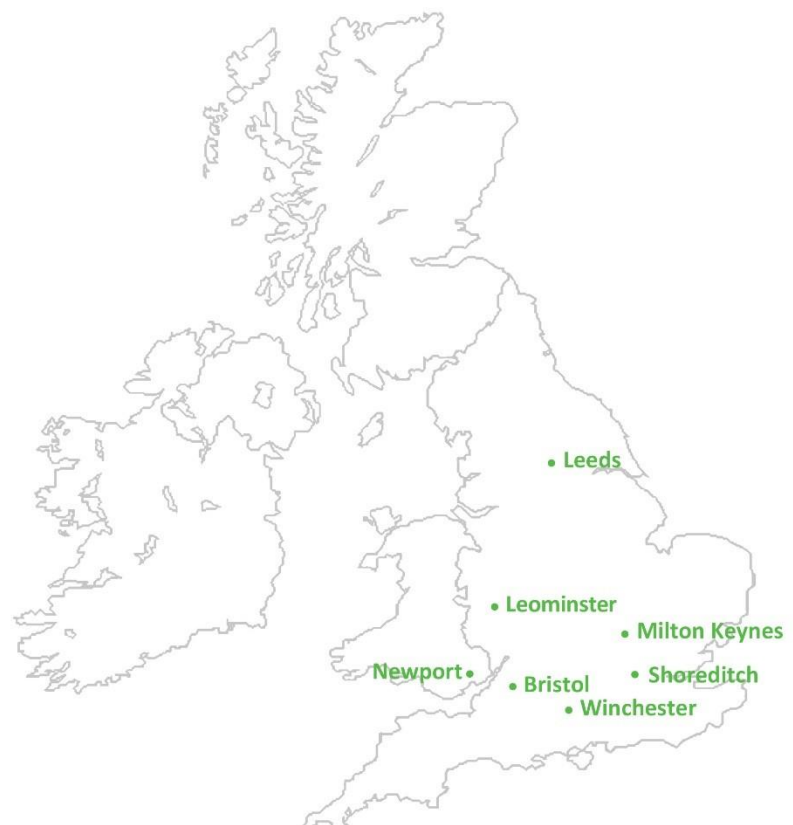 Leeds
Leominster
Milton Keynes
Newport
Shoreditch
Bristol
Winchester